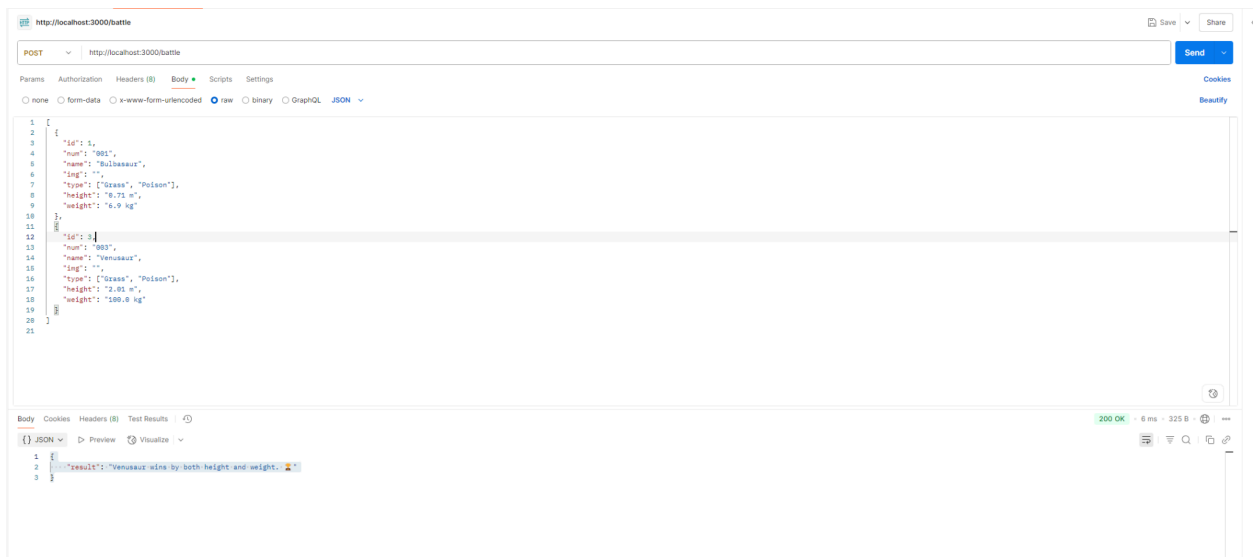 http://localhost:3000/battle
Save
Share
POST
http://localhost:3000/battle
Send
Params Authorization Headers (8) Body Scripts Settings
Cookies
none form-data x-www-form-urlencoded raw binary GraphQL JSON
Beautify
1 [
2 {
3 "id": 1,
4 "num": "001",
5 "name": "Bulbasaur",
6 "img": "",
7 "type": ["Grass", "Poison"],
8 "height": "0.71 m",
9 "weight": "6.9 kg"
10 },
11 {
12 "id": 3,
13 "num": "003",
14 "name": "Venusaur",
15 "img": "",
16 "type": ["Grass", "Poison"],
17 "height": "2.01 m",
18 "weight": "100.0 kg"
19 }
20 ]
21
Body Cookies Headers (8) Test Results
200 OK • 6 ms • 325 B
{} JSON Preview Visualize
1 {
2 "result": "Venusaur wins by both height and weight. 🏆"
3 }